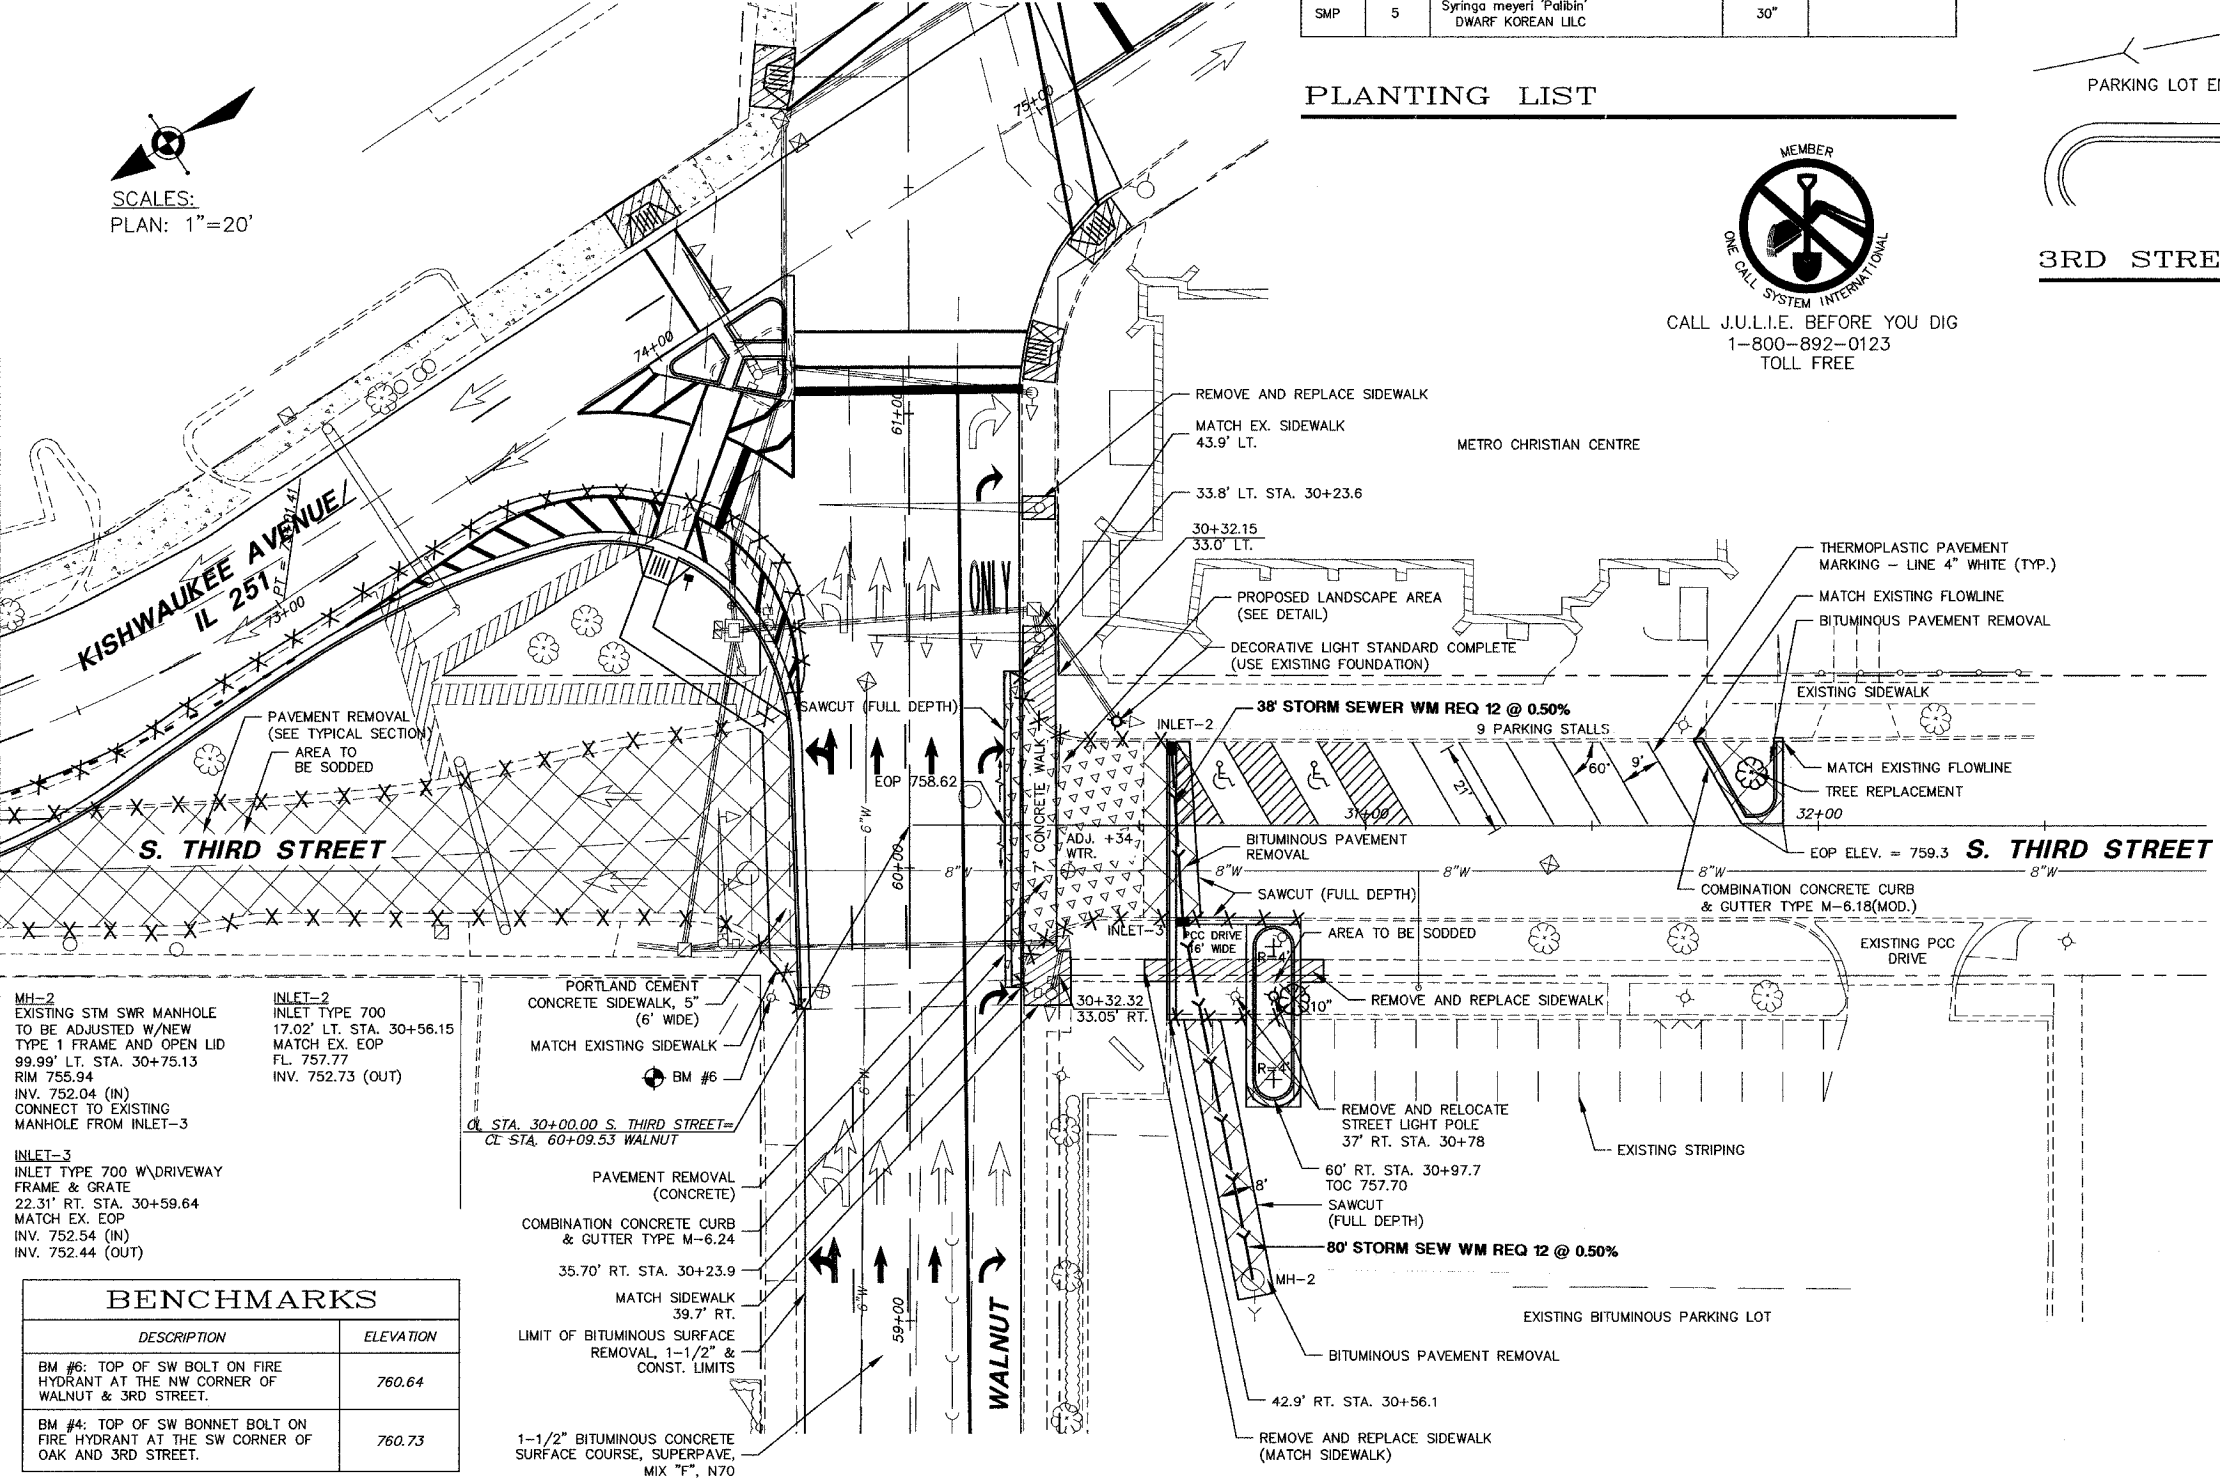 SMP 5 Syringa meyeri 'Palibin' 30"
DWARF KOREAN LILC
PLANTING LIST
PARKING LOT
3RD STRE
MEMBER
ONE CALL SYSTEM INTERNATIONAL
CALL J.U.L.I.E. BEFORE YOU DIG
1-800-892-0123
TOLL FREE
SCALES:
PLAN: 1"=20'
75+00
74+00
73+00
61+00
KISHWAUKEE AVENUE/
IL 251
ONLY
REMOVE AND REPLACE SIDEWALK
MATCH EX. SIDEWALK
43.9' LT.
METRO CHRISTIAN CENTRE
33.8' LT. STA. 30+23.6
30+32.15
33.0' LT.
PROPOSED LANDSCAPE AREA
(SEE DETAIL)
DECORATIVE LIGHT STANDARD COMPLETE
(USE EXISTING FOUNDATION)
THERMOPLASTIC PAVEMENT
MARKING – LINE 4" WHITE (TYP.)
MATCH EXISTING FLOWLINE
BITUMINOUS PAVEMENT REMOVAL
EXISTING SIDEWALK
38' STORM SEWER WM REQ 12 @ 0.50%
9 PARKING STALLS
INLET-2
SAWCUT (FULL DEPTH)
PAVEMENT REMOVAL
(SEE TYPICAL SECTION)
AREA TO
BE SODDED
60°
9'
21'
MATCH EXISTING FLOWLINE
TREE REPLACEMENT
EOP 758.62
7' CONCRETE WALK
31+00
32+00
S. THIRD STREET
ADJ. +34
WTR.
BITUMINOUS PAVEMENT
REMOVAL
EOP ELEV. = 759.3
S. THIRD STREET
60+00
6"W
8"W
8"W
8"W
8"W
8"W
SAWCUT (FULL DEPTH)
COMBINATION CONCRETE CURB
& GUTTER TYPE M-6.18(MOD.)
INLET-3
PCC DRIVE
16' WIDE
AREA TO BE SODDED
R=4'
EXISTING PCC
DRIVE
REMOVE AND REPLACE SIDEWALK
10"
30+32.32
33.05' RT.
R=4'
MH-2
EXISTING STM SWR MANHOLE
TO BE ADJUSTED W/NEW
TYPE 1 FRAME AND OPEN LID
99.99' LT. STA. 30+75.13
RIM 755.94
INV. 752.04 (IN)
CONNECT TO EXISTING
MANHOLE FROM INLET-3
INLET-2
INLET TYPE 700
17.02' LT. STA. 30+56.15
MATCH EX. EOP
FL. 757.77
INV. 752.73 (OUT)
INLET-3
INLET TYPE 700 W\DRIVEWAY
FRAME & GRATE
22.31' RT. STA. 30+59.64
MATCH EX. EOP
INV. 752.54 (IN)
INV. 752.44 (OUT)
PORTLAND CEMENT
CONCRETE SIDEWALK, 5"
(6' WIDE)
MATCH EXISTING SIDEWALK
BM #6
CL STA. 30+00.00 S. THIRD STREET=
CL STA. 60+09.53 WALNUT
PAVEMENT REMOVAL
(CONCRETE)
COMBINATION CONCRETE CURB
& GUTTER TYPE M-6.24
35.70' RT. STA. 30+23.9
MATCH SIDEWALK
39.7' RT.
LIMIT OF BITUMINOUS SURFACE
REMOVAL, 1-1/2" &
CONST. LIMITS
1-1/2" BITUMINOUS CONCRETE
SURFACE COURSE, SUPERPAVE,
MIX "F", N70
6"W
6"W
59+00
WALNUT
REMOVE AND RELOCATE
STREET LIGHT POLE
37' RT. STA. 30+78
EXISTING STRIPING
60' RT. STA. 30+97.7
TOC 757.70
8'
SAWCUT
(FULL DEPTH)
80' STORM SEW WM REQ 12 @ 0.50%
MH-2
EXISTING BITUMINOUS PARKING LOT
BITUMINOUS PAVEMENT REMOVAL
42.9' RT. STA. 30+56.1
REMOVE AND REPLACE SIDEWALK
(MATCH SIDEWALK)
BENCHMARKS
DESCRIPTION ELEVATION
BM #6: TOP OF SW BOLT ON FIRE
HYDRANT AT THE NW CORNER OF
WALNUT & 3RD STREET.
760.64
BM #4: TOP OF SW BONNET BOLT ON
FIRE HYDRANT AT THE SW CORNER OF
OAK AND 3RD STREET.
760.73